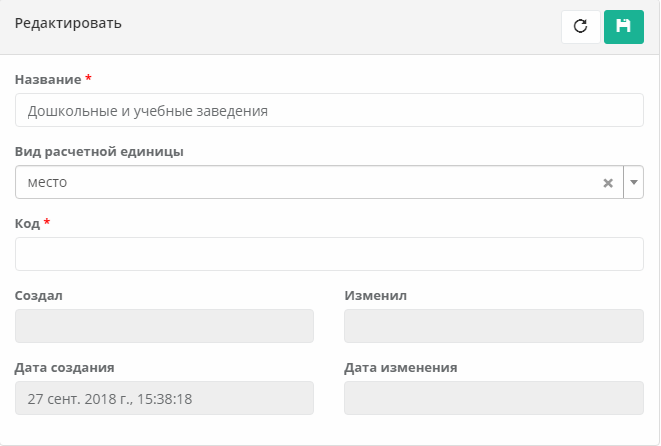 Редактировать
Название *
Дошкольные и учебные заведения
Вид расчетной единицы
место
Код *
Создал Изменил
Дата создания Дата изменения
27 сент. 2018 г., 15:38:18